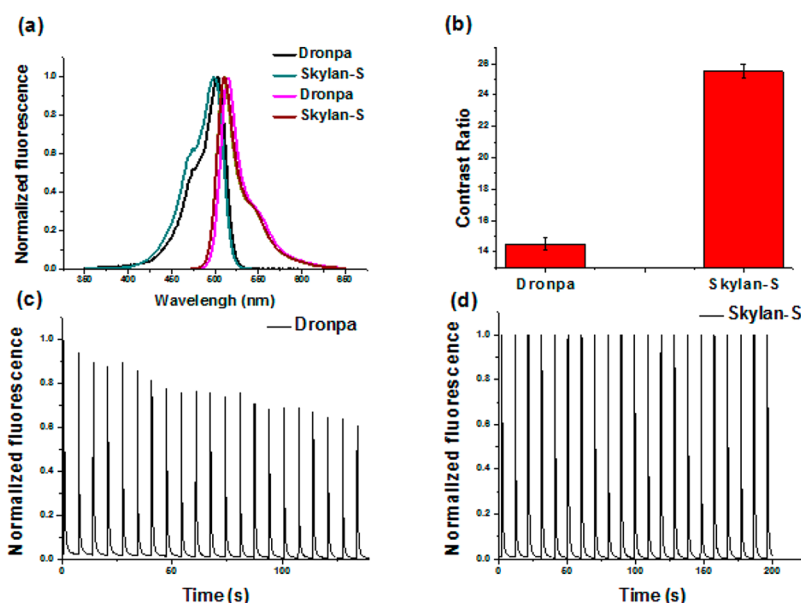 (a)
Dronpa
Skylan-S
Dronpa
Skylan-S
Normalized fluorescence
1.0
0.8
0.6
0.4
0.2
0.0
350 400 450 500 550 600 650
Wavelengh (nm)
(b)
Contrast Ratio
26
24
22
20
18
16
14
Dronpa Skylan-S
(c)
Dronpa
Normalized fluorescence
1.0
0.8
0.6
0.4
0.2
0.0
0 50 100
Time (s)
(d)
Skylan-S
Normalized fluorescence
1.0
0.8
0.6
0.4
0.2
0.0
0 50 100 150 200
Time (s)